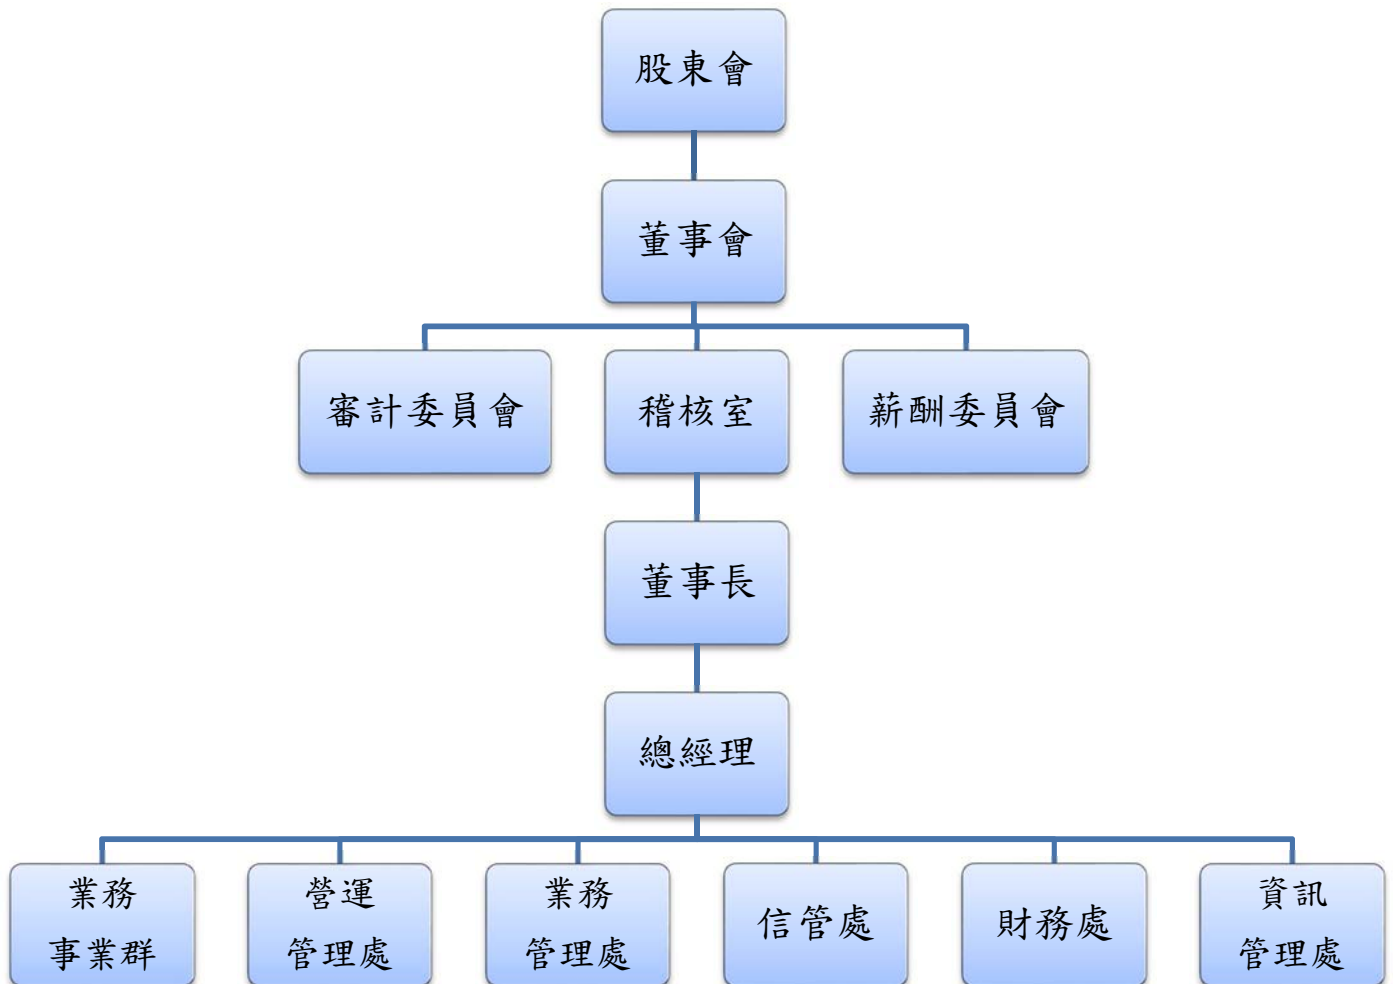 股東會
董事會
審計委員會
稽核室
薪酬委員會
董事長
總經理
業務
事業群
營運
管理處
業務
管理處
信管處
財務處
資訊
管理處